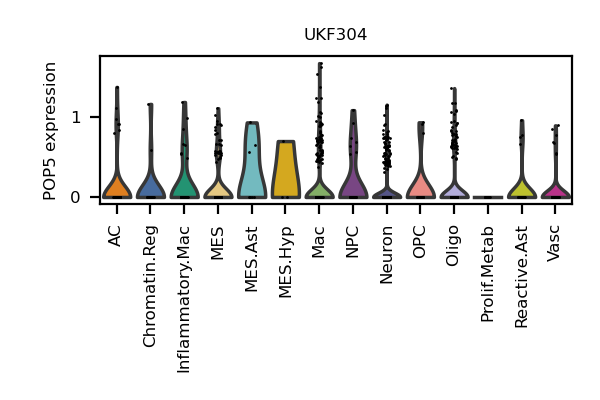 UKF304
POP5 expression
1
0
AC
Chromatin.Reg
Inflammatory.Mac
MES
MES.Ast
MES.Hyp
Mac
NPC
Neuron
OPC
Oligo
Prolif.Metab
Reactive.Ast
Vasc